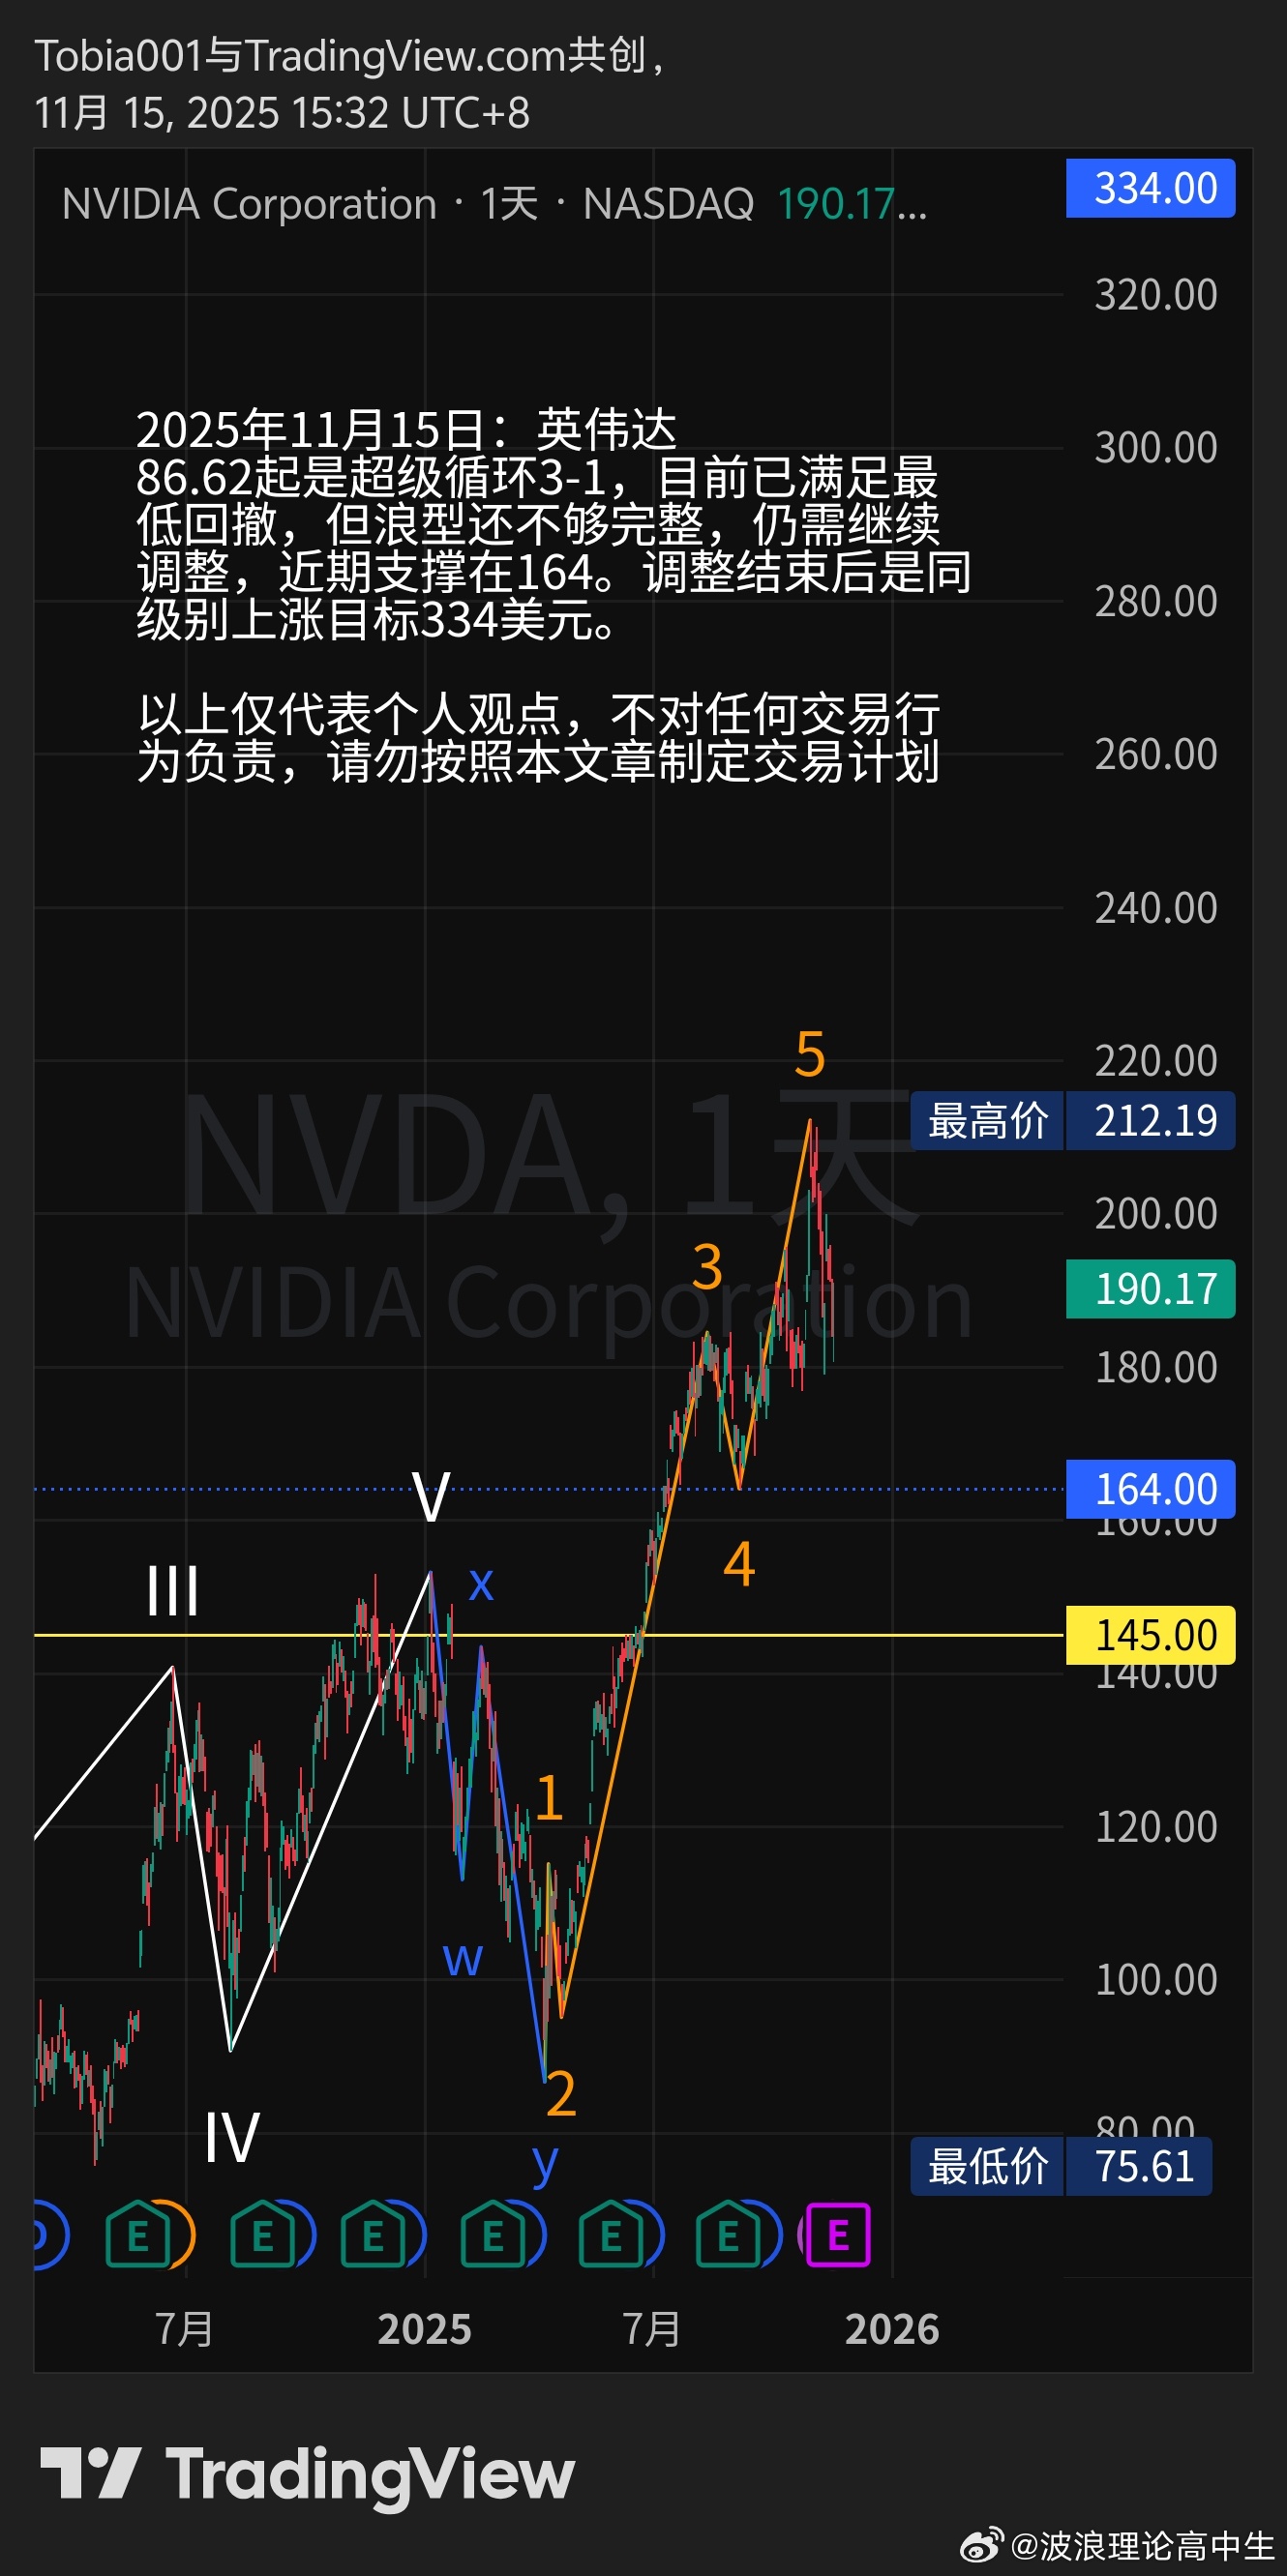 Tobia001与TradingView.com共创，
11月 15, 2025 15:32 UTC+8
NVIDIA Corporation · 1天 · NASDAQ 190.17...
334.00
320.00
2025年11月15日：英伟达
86.62起是超级循环3-1，目前已满足最
低回撤，但浪型还不够完整，仍需继续
调整，近期支撑在164。调整结束后是同
级别上涨目标334美元。
以上仅代表个人观点，不对任何交易行
为负责，请勿按照本文章制定交易计划
300.00
280.00
260.00
240.00
220.00
5
NVDA, 1天
NVIDIA Corporation
最高价 212.19
200.00
3
190.17
180.00
V
164.00
160.00
III
x
4
145.00
140.00
1
120.00
w
100.00
2
IV
y
80.00
最低价 75.61
D E E E E E E E
7月 2025 7月 2026
TradingView
@波浪理论高中生